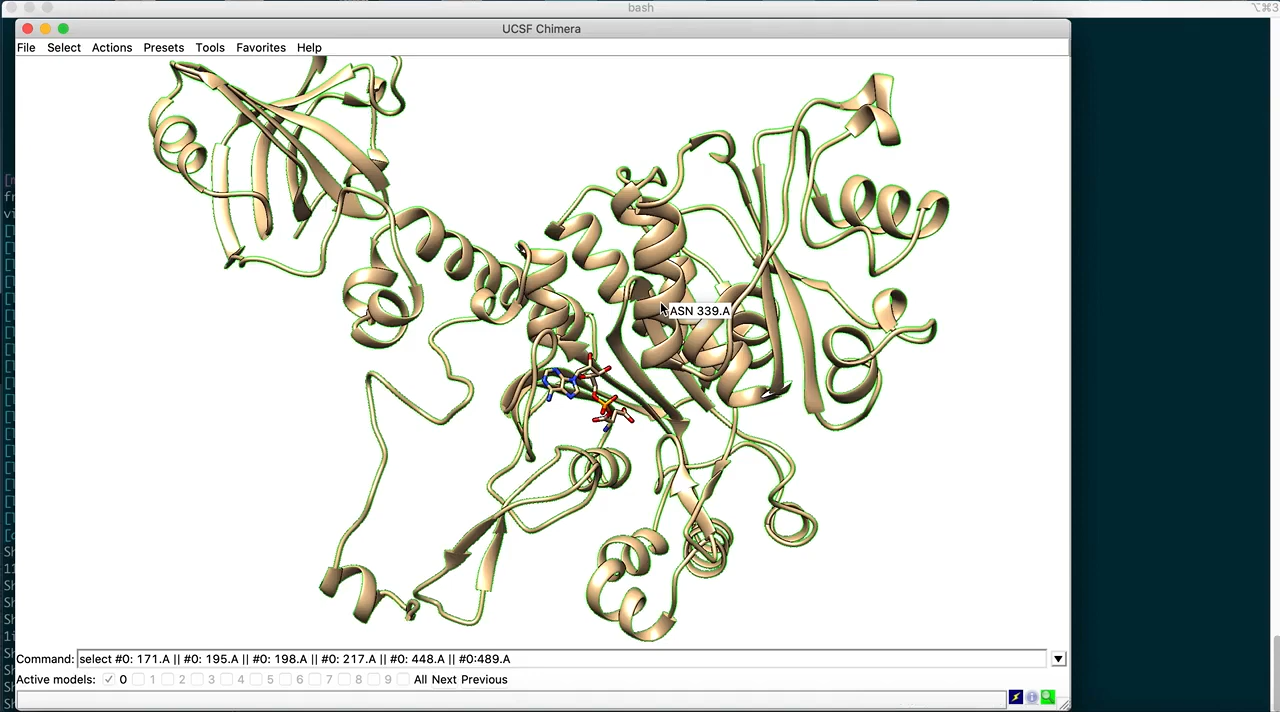 bash
⌥⌘3
UCSF Chimera
File Select Actions Presets Tools Favorites Help
ASN 339.A
Command: select #0: 171.A || #0: 195.A || #0: 198.A || #0: 217.A || #0: 448.A || #0:489.A
Active models: 0 1 2 3 4 5 6 7 8 9 All Next Previous